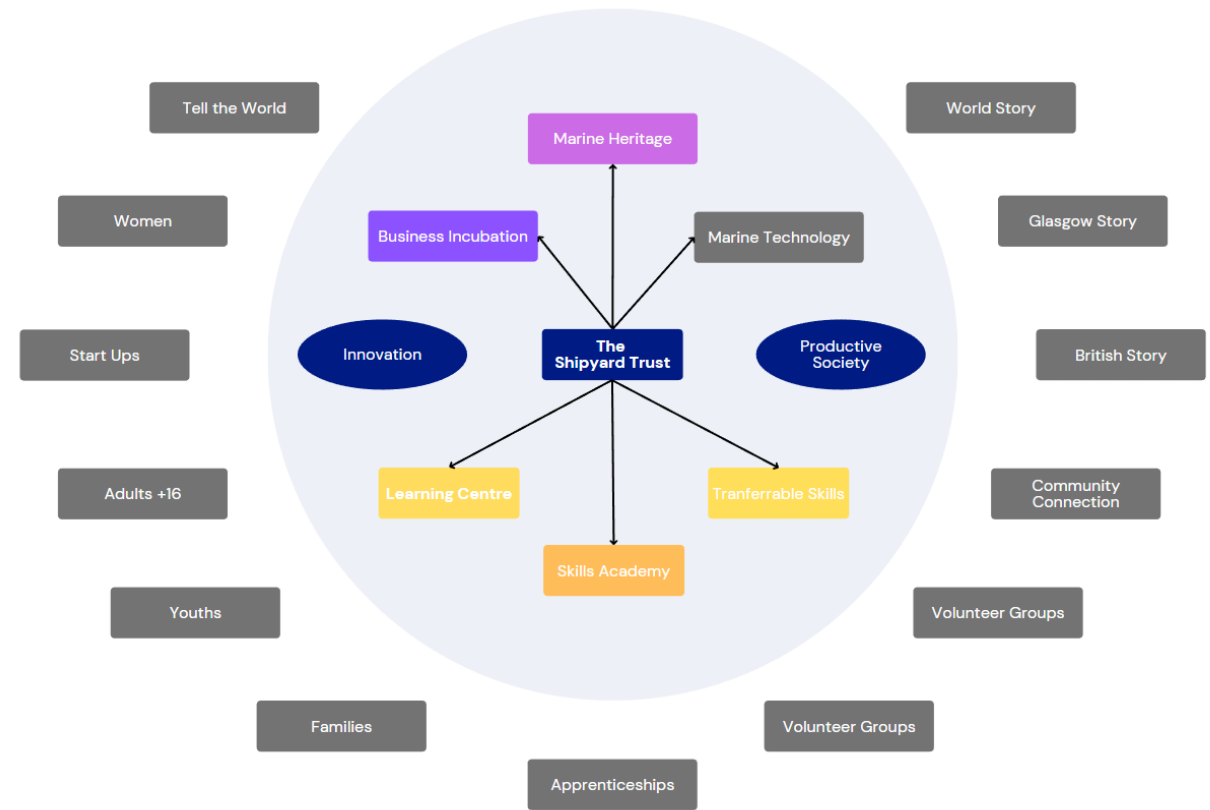 Tell the World
World Story
Marine Heritage
Women
Glasgow Story
Business Incubation
Marine Technology
Start Ups
Innovation
The
Shipyard Trust
Productive
Society
British Story
Adults +16
Learning Centre
Tranferrable Skills
Community
Connection
Skills Academy
Youths
Volunteer Groups
Families
Volunteer Groups
Apprenticeships